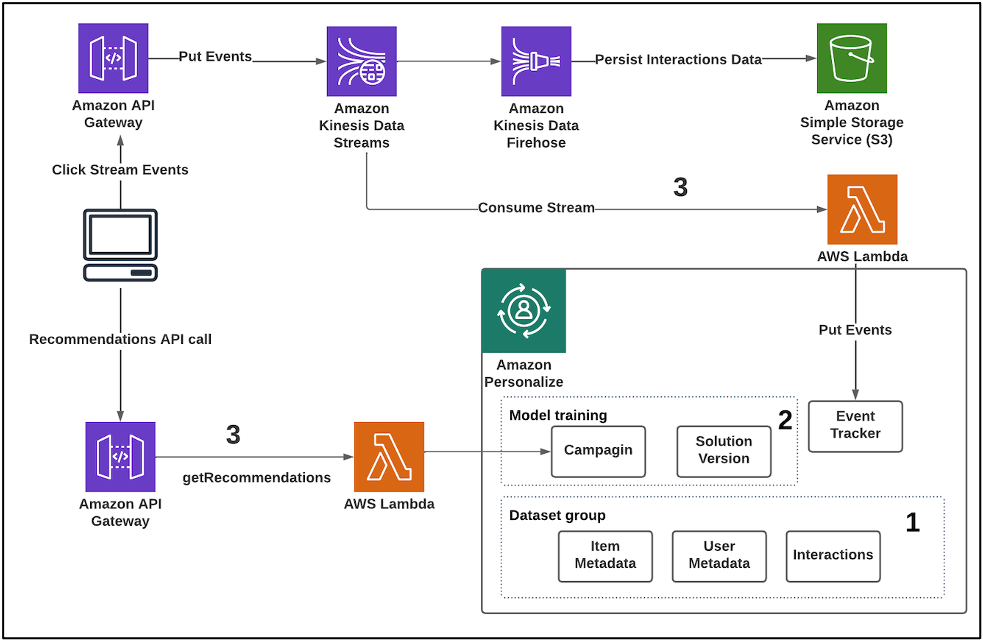 Put Events
Persist Interactions Data
Amazon API
Gateway
Amazon
Kinesis Data
Streams
Amazon
Kinesis Data
Firehose
Amazon
Simple Storage
Service (S3)
Click Stream Events
3
Consume Stream
AWS Lambda
Recommendations API call
Amazon
Personalize
Put Events
Model training
2
Campagin
Solution
Version
Event
Tracker
3
getRecommendations
Amazon API
Gateway
AWS Lambda
Dataset group
1
Item
Metadata
User
Metadata
Interactions